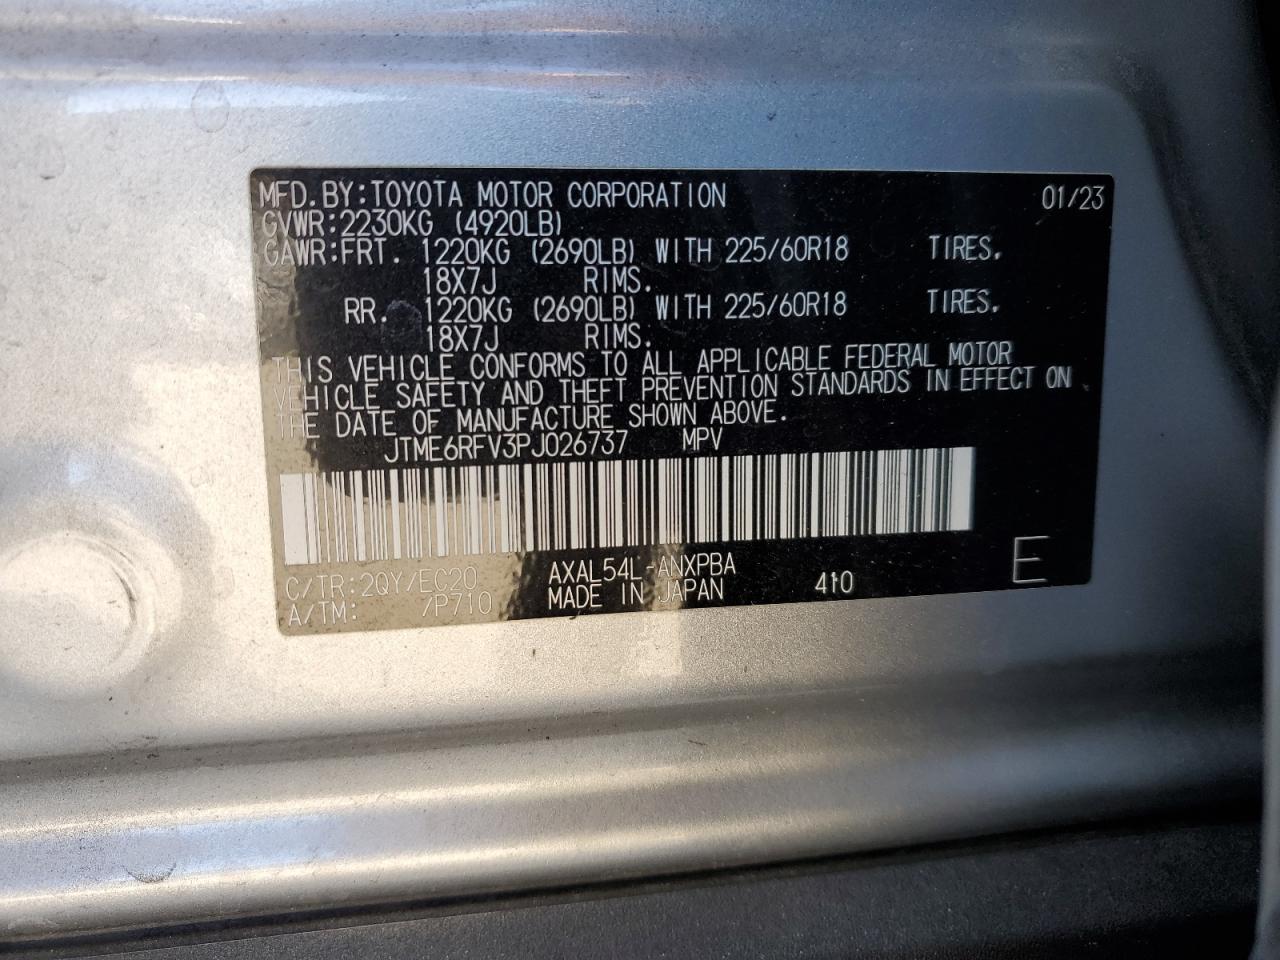 MFD.BY:TOYOTA MOTOR CORPORATION 01/23
GVWR:2230KG (4920LB)
GAWR:FRT. 1220KG (2690LB) WITH 225/60R18 TIRES.
18X7J RIMS.
RR. 1220KG (2690LB) WITH 225/60R18 TIRES.
18X7J RIMS.
THIS VEHICLE CONFORMS TO ALL APPLICABLE FEDERAL MOTOR
VEHICLE SAFETY AND THEFT PREVENTION STANDARDS IN EFFECT ON
THE DATE OF MANUFACTURE SHOWN ABOVE.
JTME6RFV3PJ026737 MPV
C/TR:2QY/EC20 AXAL54L-ANXPBA
A/TM: /P710 MADE IN JAPAN 410 E